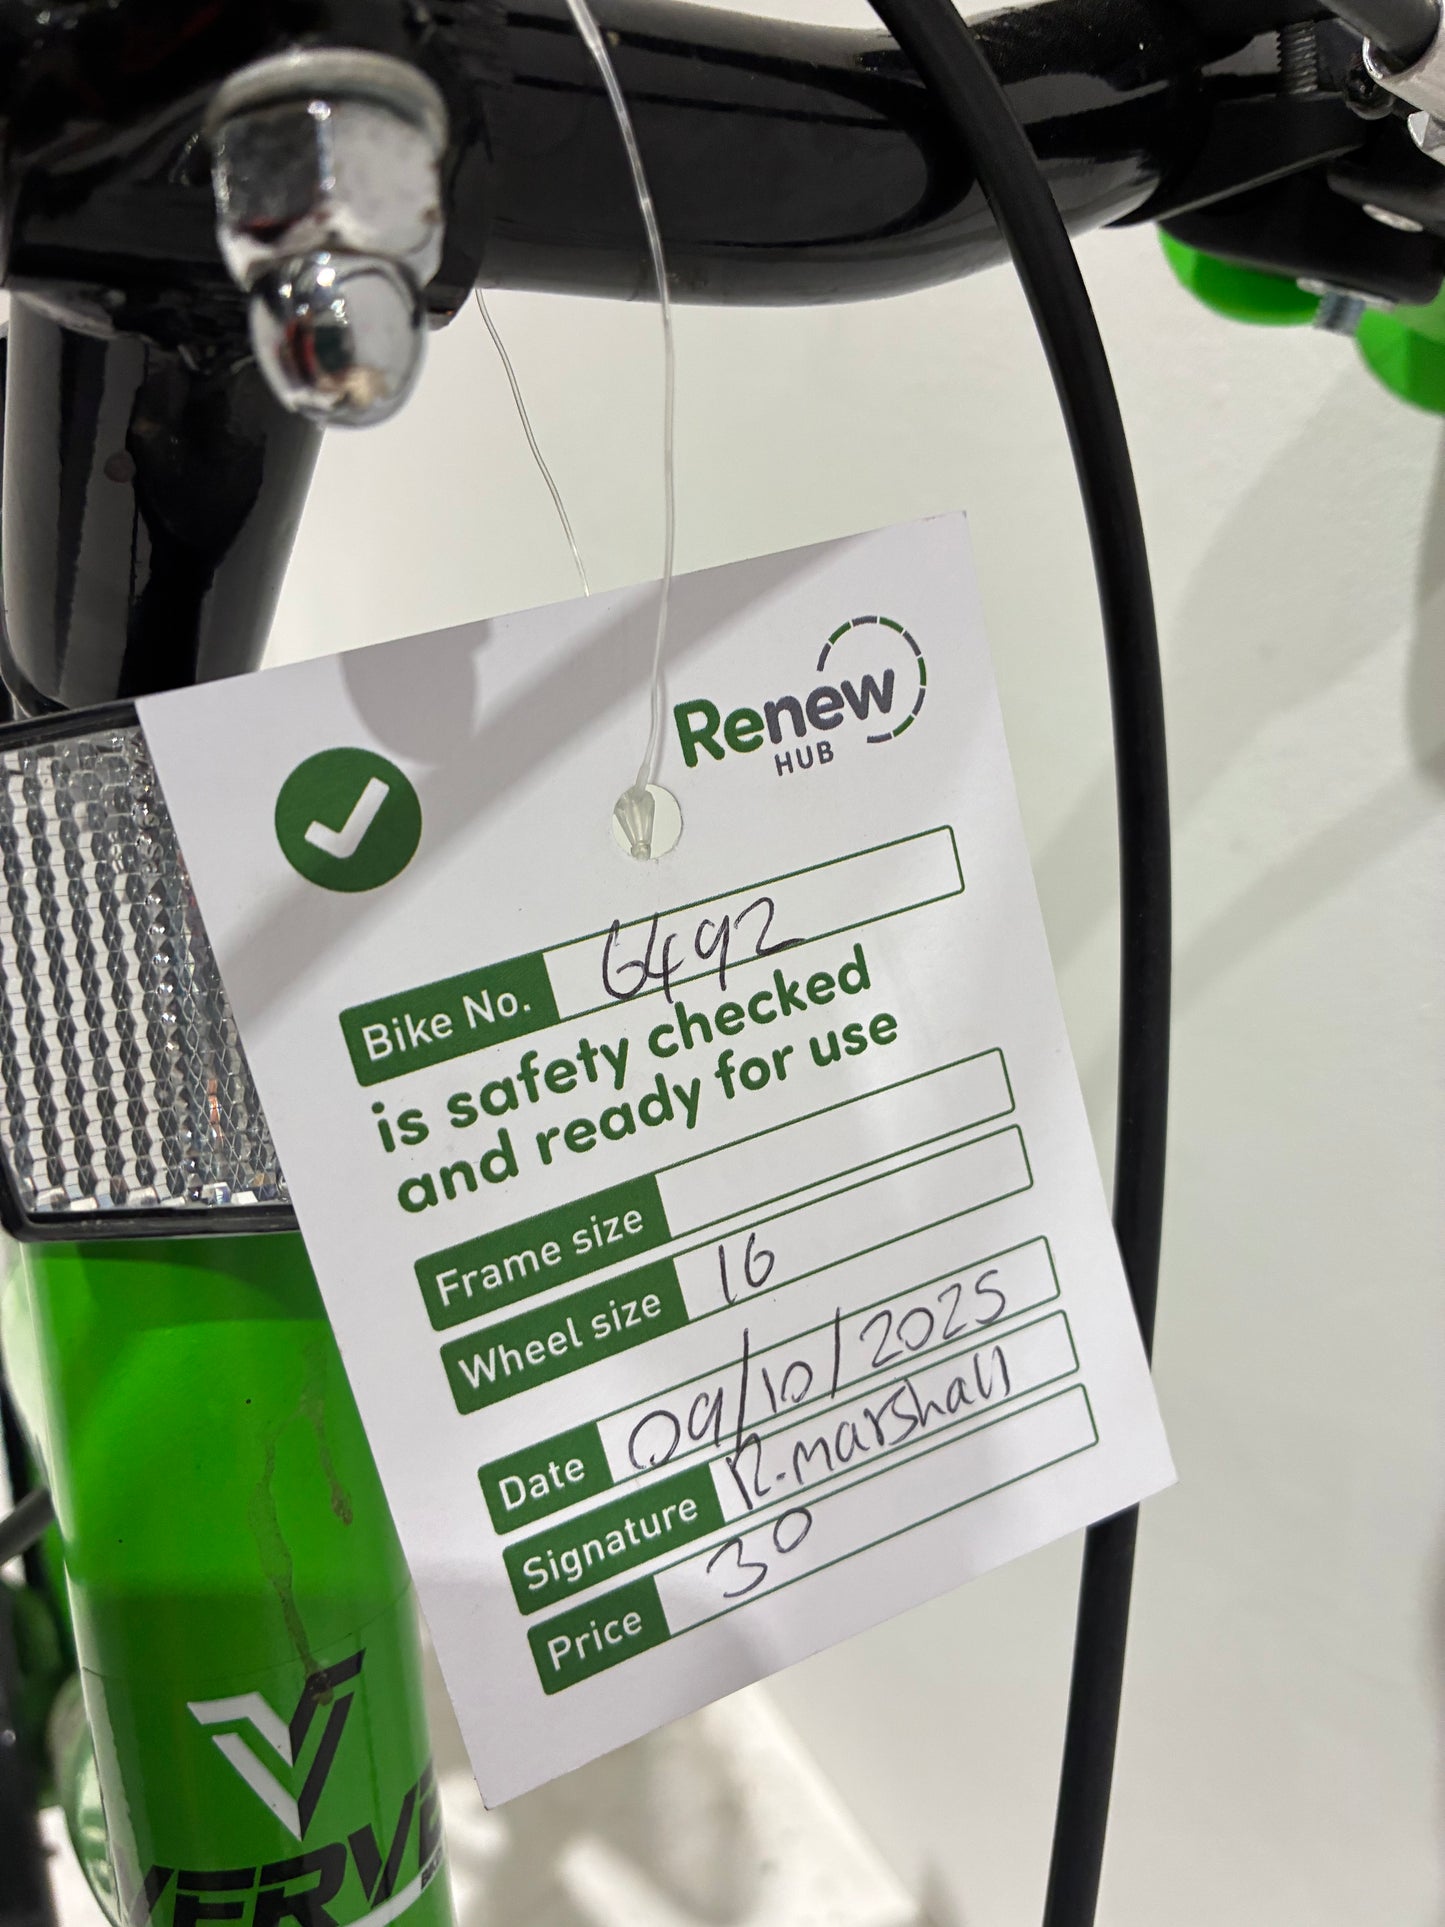 Renew
HUB
Bike No. 6492
is safety checked
and ready for use
Frame size
Wheel size 16
Date 09/10/2025
Signature R. marshall
Price 30
VERVE